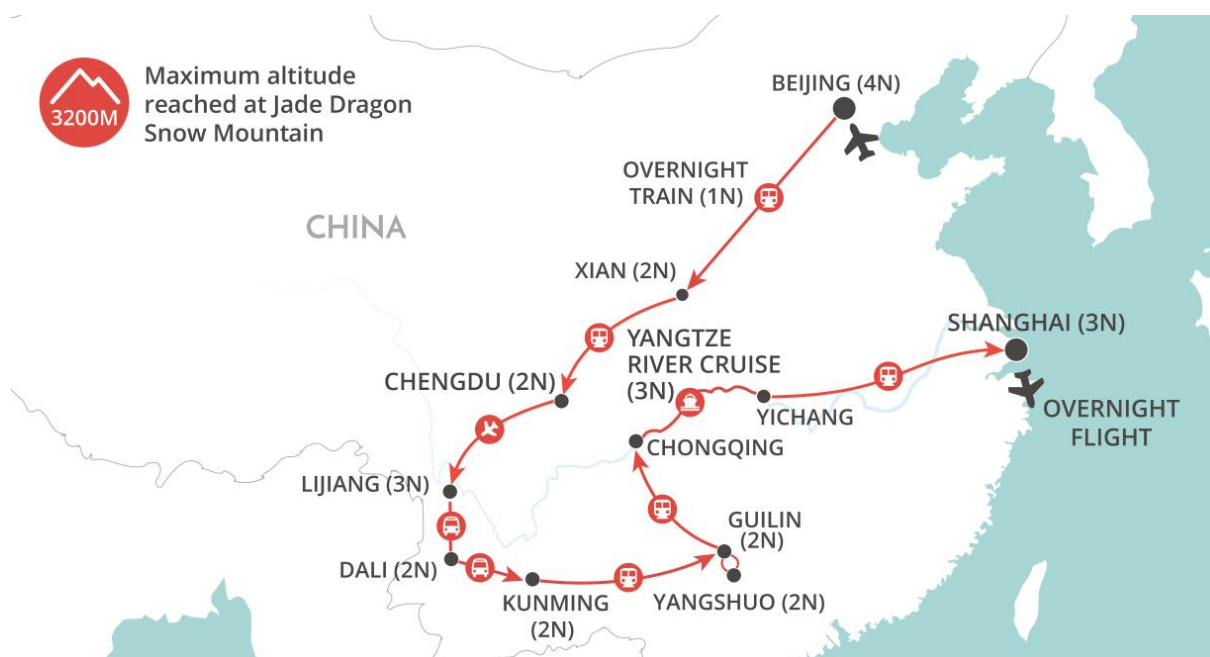 3200M
Maximum altitude
reached at Jade Dragon
Snow Mountain
BEIJING (4N)
OVERNIGHT
TRAIN (1N)
CHINA
XIAN (2N)
SHANGHAI (3N)
YANGTZE
RIVER CRUISE
(3N)
CHENGDU (2N)
YICHANG
OVERNIGHT
FLIGHT
CHONGQING
LIJIANG (3N)
GUILIN
(2N)
DALI (2N)
KUNMING
(2N)
YANGSHUO (2N)